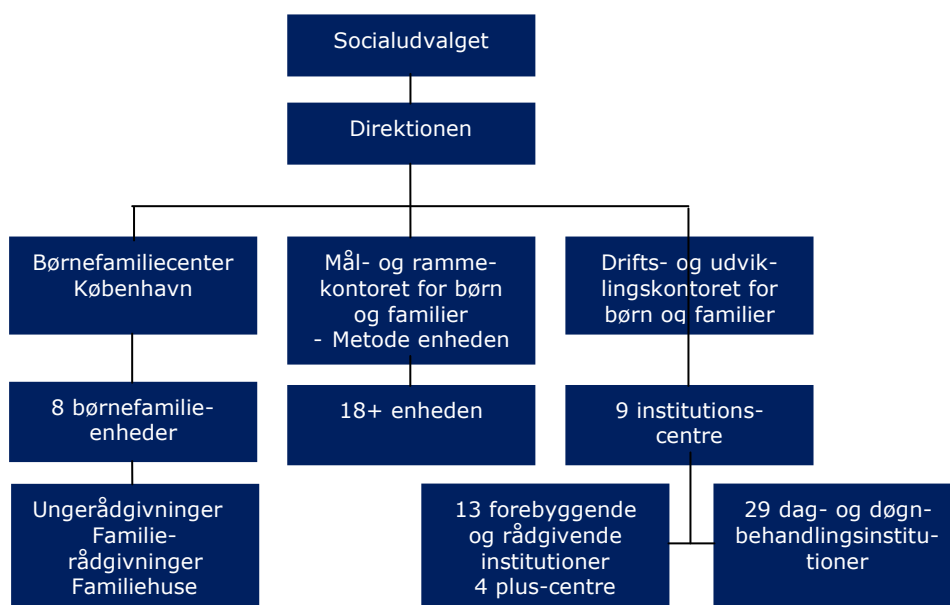 Socialudvalget
Direktionen
Børnefamiliecenter
København
Mål- og ramme-
kontoret for børn
og familier
- Metode enheden
Drifts- og udvik-
lingskontoret for
børn og familier
8 børnefamilie-
enheder
18+ enheden
9 institutions-
centre
Ungerådgivninger
Familie-
rådgivninger
Familiehuse
13 forebyggende
og rådgivende
institutioner
4 plus-centre
29 dag- og døgn-
behandlingsinstitu-
tioner